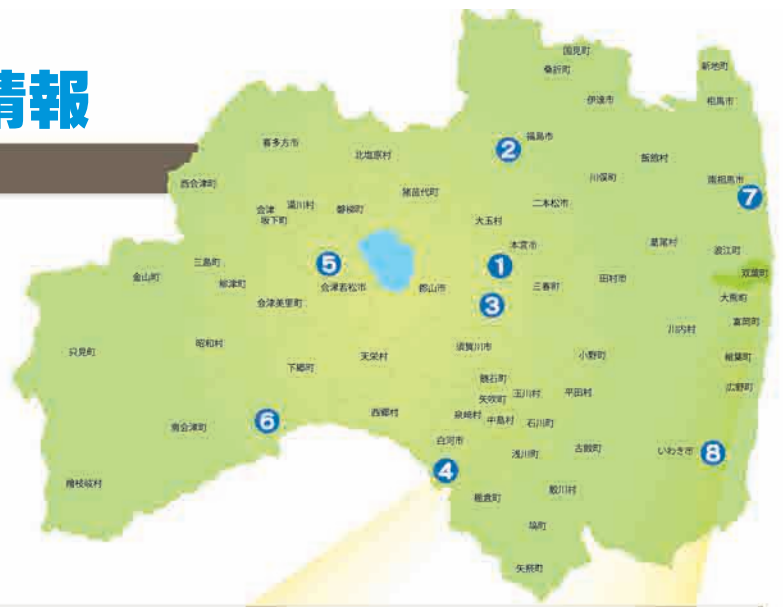 情報
国見町
桑折町
新地町
伊達市
相馬市
福島市
②
喜多方市
北塩原村
飯舘村
川俣町
南相馬市
⑦
西会津町
猪苗代町
二本松市
会津
坂下町
湯川村
磐梯町
大玉村
本宮市
葛尾村
浪江町
三島町
⑤
①
双葉町
金山町
柳津町
会津若松市
郡山市
三春町
田村市
大熊町
会津美里町
③
富岡町
川内村
只見町
昭和村
須賀川市
小野町
楢葉町
天栄村
下郷町
鏡石町
広野町
矢吹町
玉川村
平田村
西郷村
泉崎村
中島村
石川町
⑥
南会津町
白河市
浅川町
古殿町
いわき市
⑧
④
檜枝岐村
棚倉町
鮫川村
塙町
矢祭町